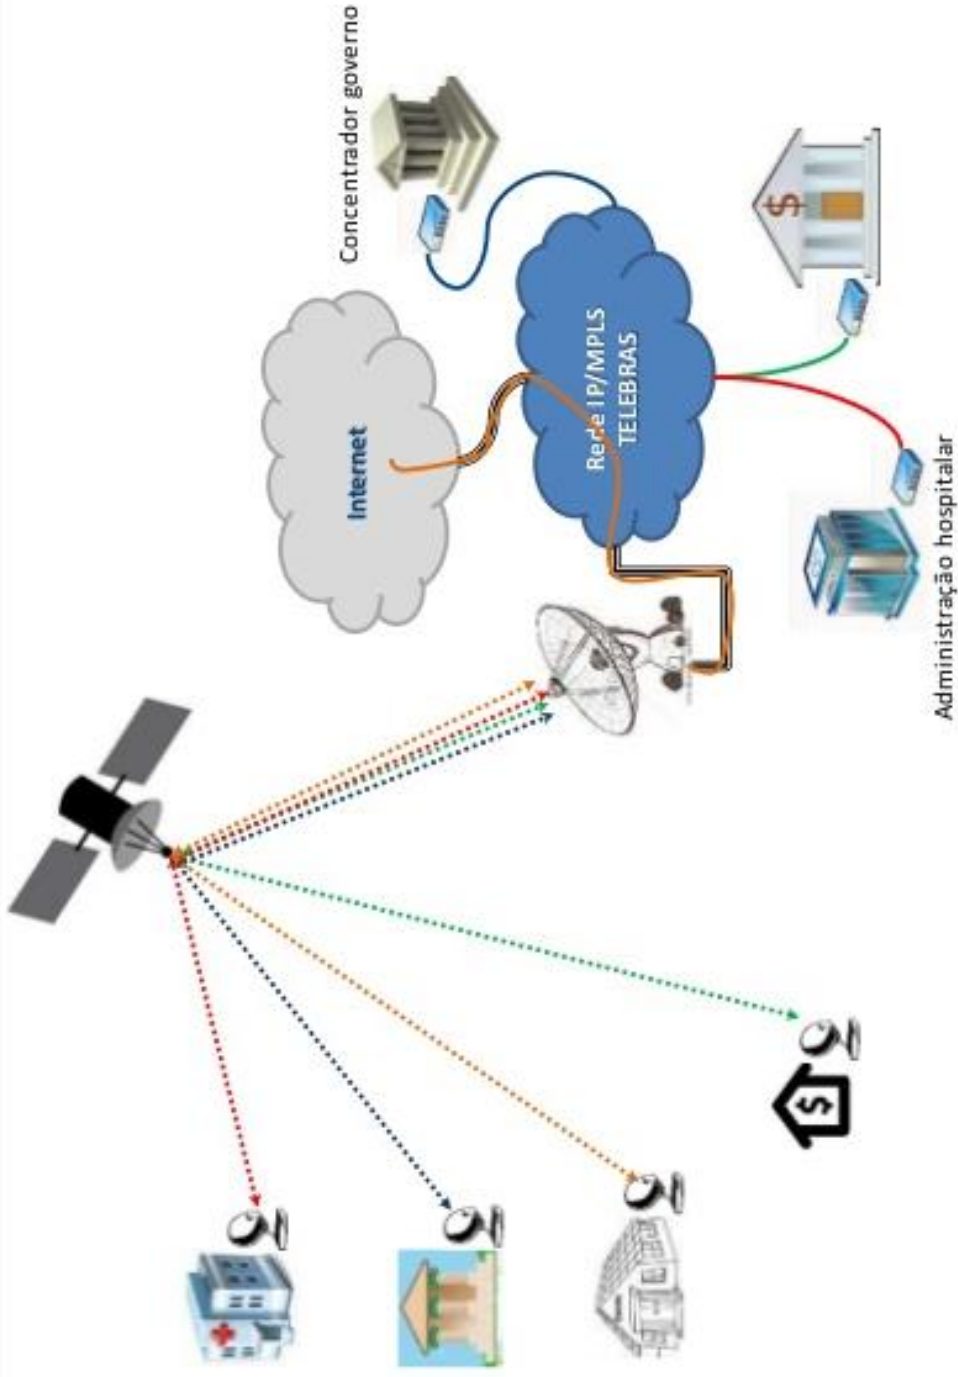 Concentrador governo
Internet
Rede IP/MPLS
TELEBRAS
$
$
Administração hospitalar